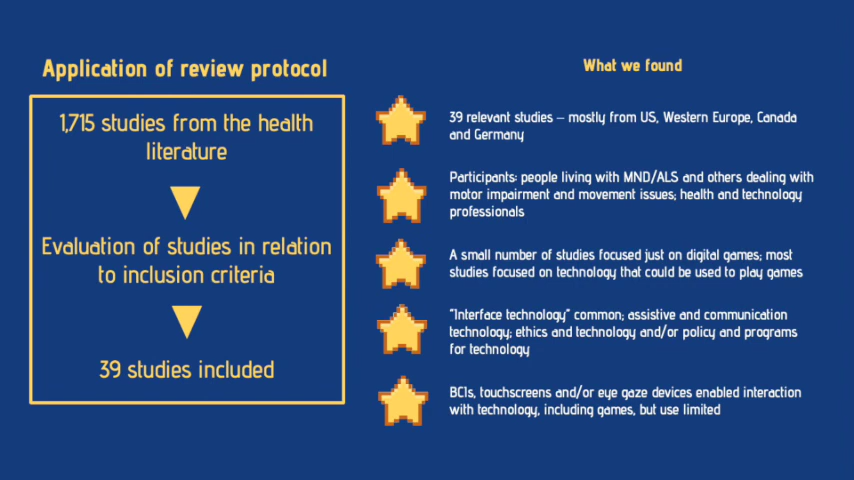 Application of review protocol
1,715 studies from the health
literature
Evaluation of studies in relation
to inclusion criteria
39 studies included
What we found
39 relevant studies – mostly from US, Western Europe, Canada
and Germany
Participants: people living with MND/ALS and others dealing with
motor impairment and movement issues; health and technology
professionals
A small number of studies focused just on digital games; most
studies focused on technology that could be used to play games
"Interface technology" common; assistive and communication
technology; ethics and technology and/or policy and programs
for technology
BCIs, touchscreens and/or eye gaze devices enabled interaction
with technology, including games, but use limited